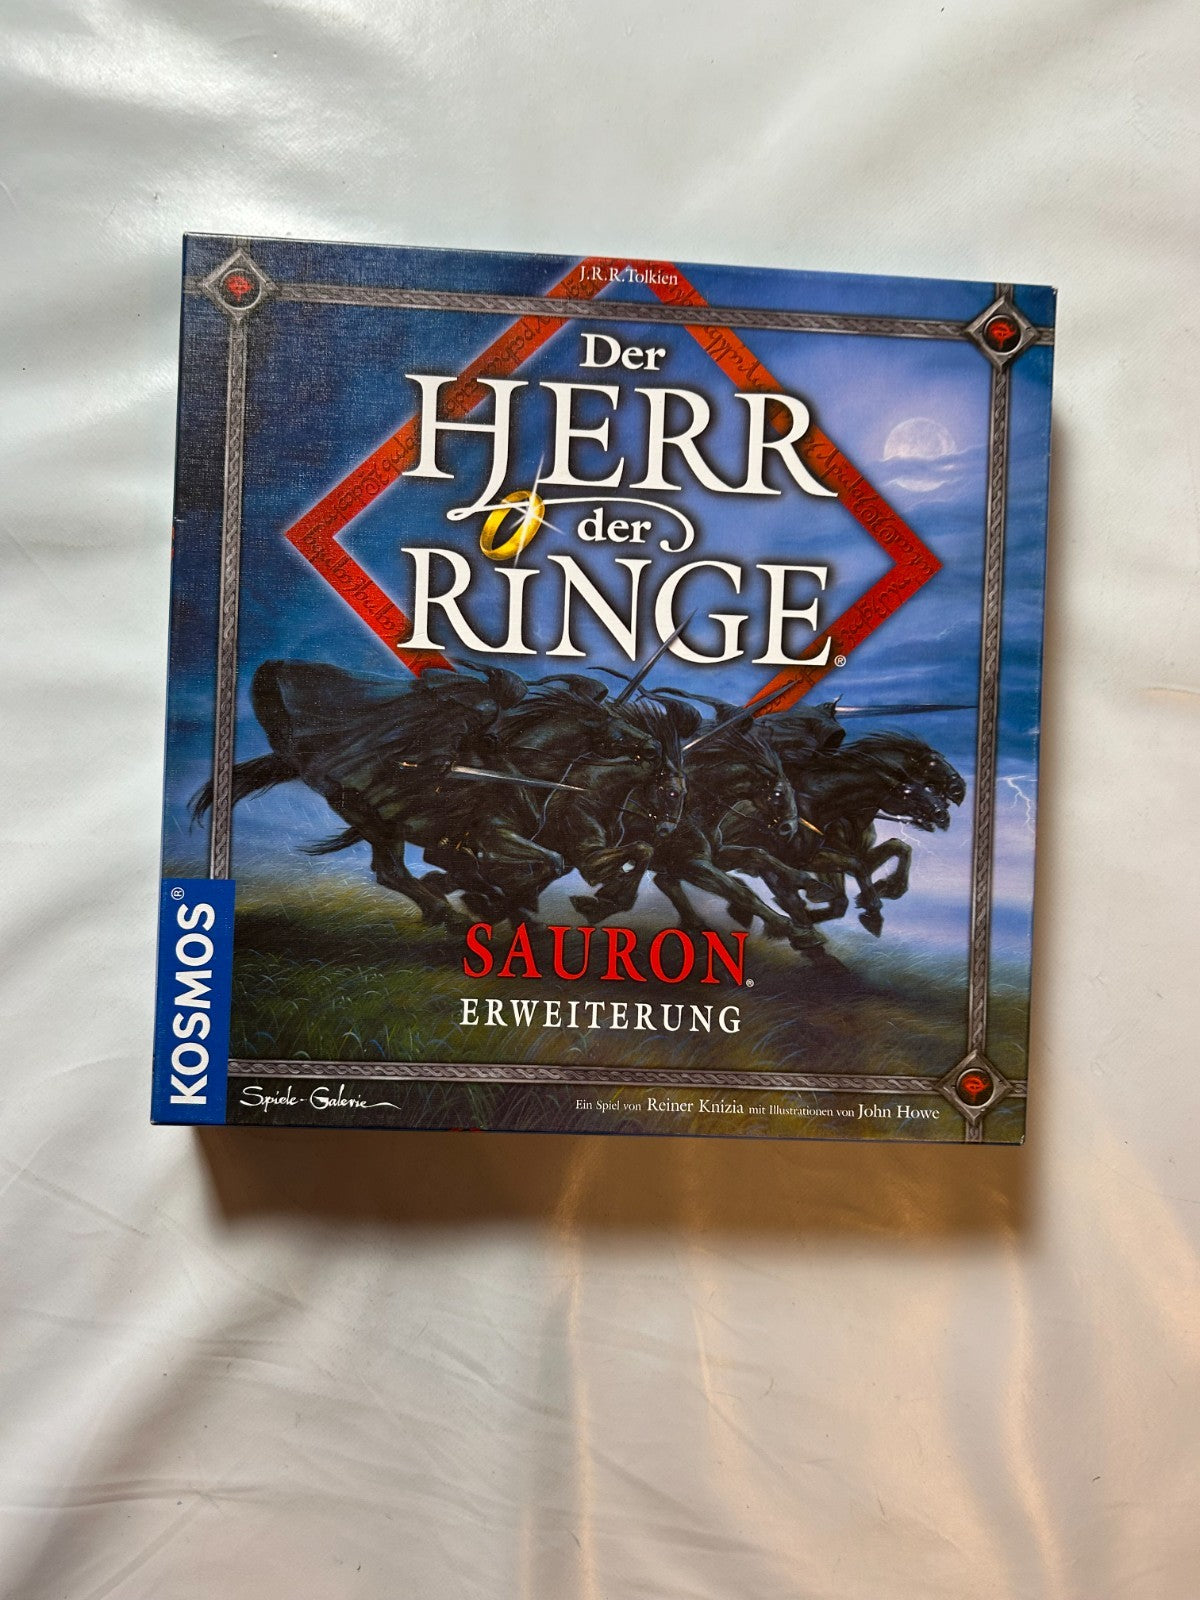 J.R.R.Tolkien
Der
HERR
der
RINGE®
SAURON®
ERWEITERUNG
KOSMOS®
Spiele-Galerie
Ein Spiel von Reiner Knizia mit Illustrationen von John Howe